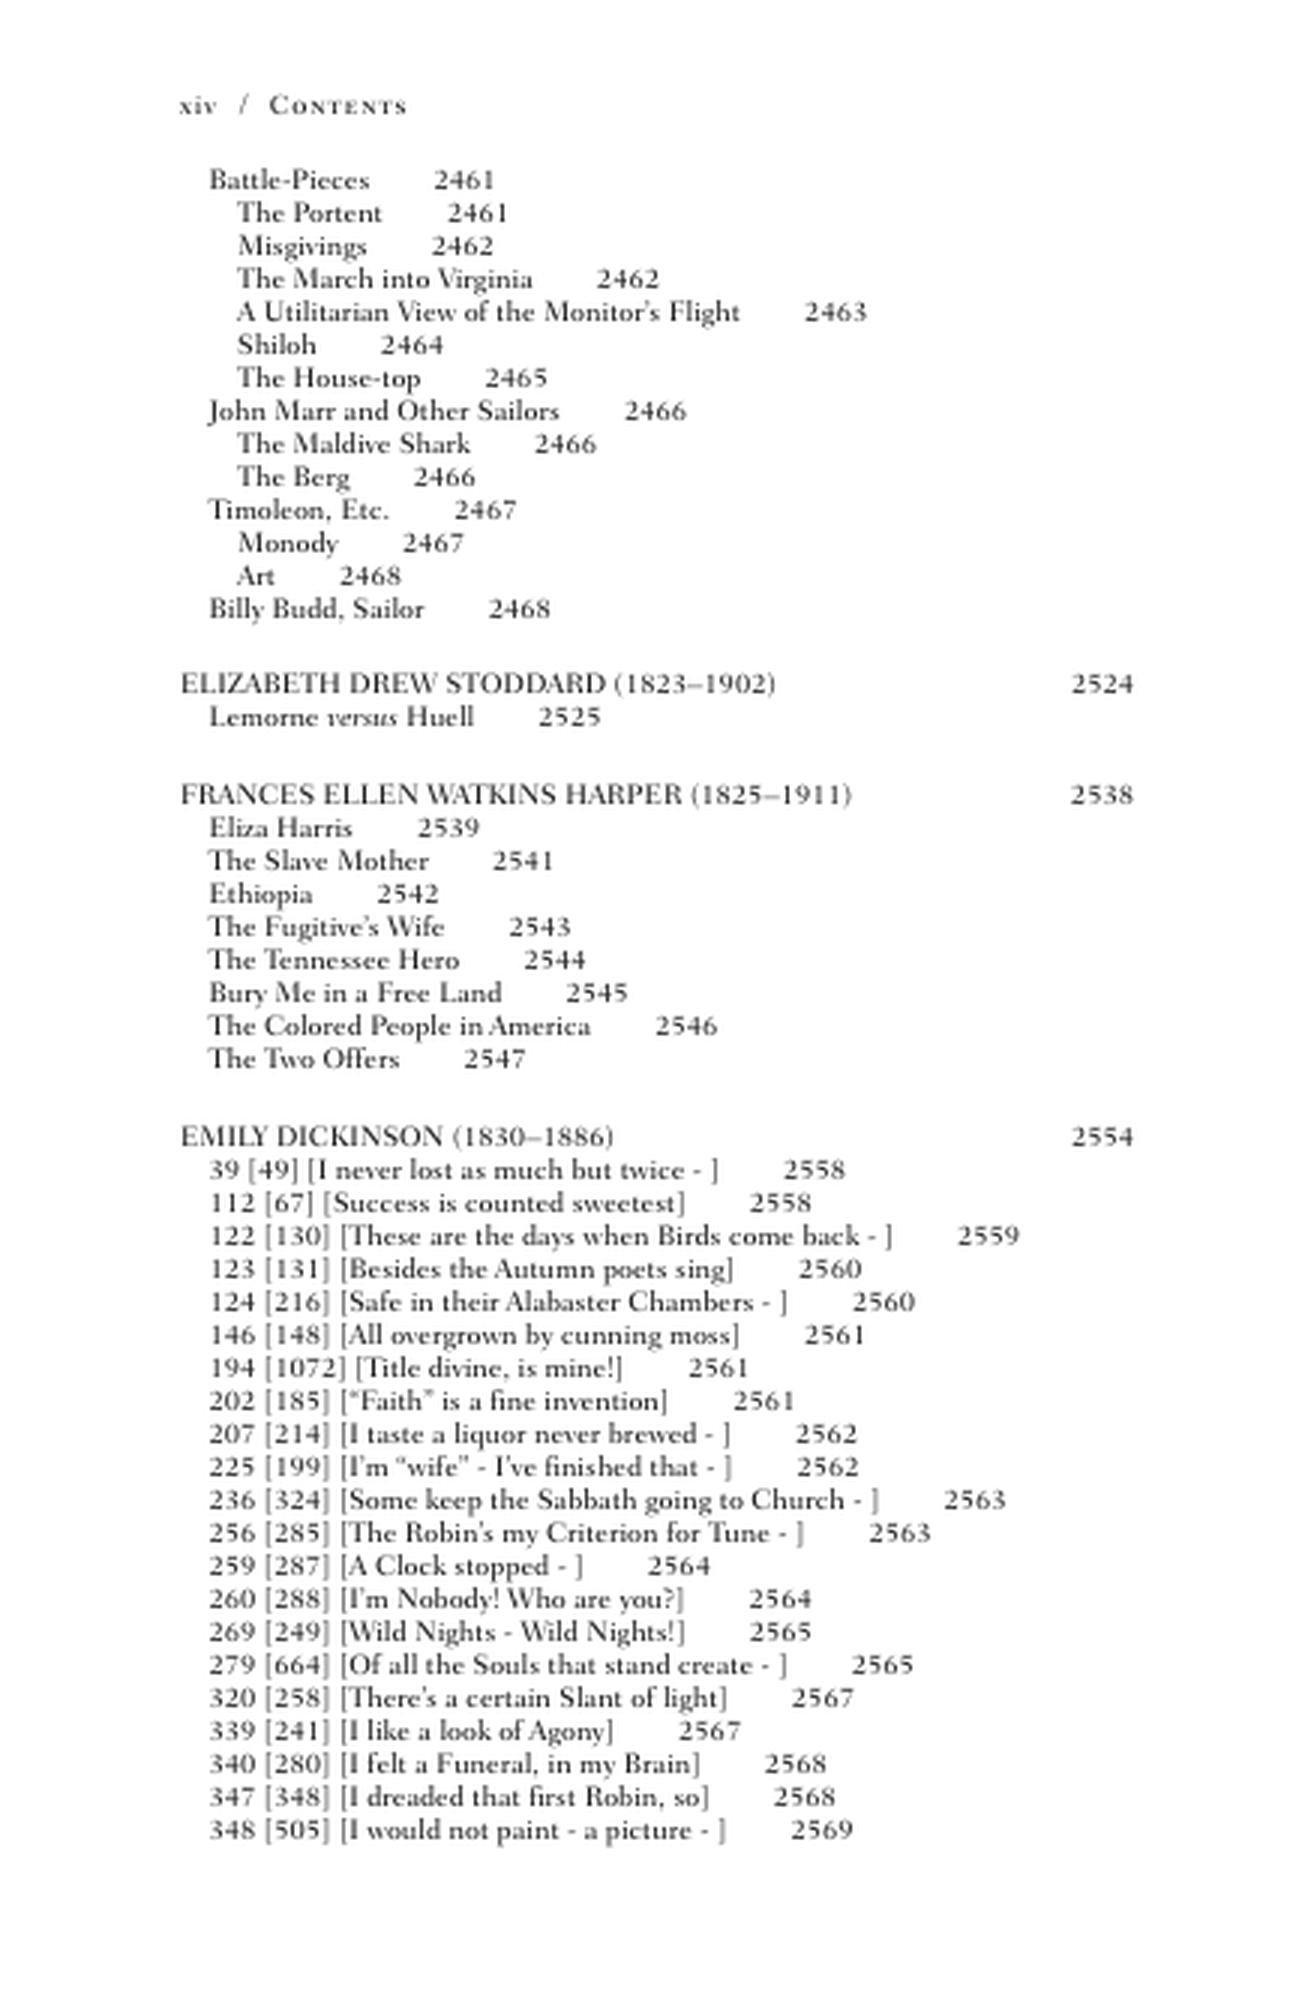 xiv / CONTENTS
Battle-Pieces 2461
The Portent 2461
Misgivings 2462
The March into Virginia 2462
A Utilitarian View of the Monitor's Flight 2463
Shiloh 2464
The House-top 2465
John Marr and Other Sailors 2466
The Maldive Shark 2466
The Berg 2466
Timoleon, Etc. 2467
Monody 2467
Art 2468
Billy Budd, Sailor 2468
ELIZABETH DREW STODDARD (1823–1902) 2524
Lemorne versus Huell 2525
FRANCES ELLEN WATKINS HARPER (1825–1911) 2538
Eliza Harris 2539
The Slave Mother 2541
Ethiopia 2542
The Fugitive's Wife 2543
The Tennessee Hero 2544
Bury Me in a Free Land 2545
The Colored People in America 2546
The Two Offers 2547
EMILY DICKINSON (1830–1886) 2554
39 [49] [I never lost as much but twice - ] 2558
112 [67] [Success is counted sweetest] 2558
122 [130] [These are the days when Birds come back - ] 2559
123 [131] [Besides the Autumn poets sing] 2560
124 [216] [Safe in their Alabaster Chambers - ] 2560
146 [148] [All overgrown by cunning moss] 2561
194 [1072] [Title divine, is mine!] 2561
202 [185] ["Faith" is a fine invention] 2561
207 [214] [I taste a liquor never brewed - ] 2562
225 [199] [I'm "wife" - I've finished that - ] 2562
236 [324] [Some keep the Sabbath going to Church - ] 2563
256 [285] [The Robin's my Criterion for Tune - ] 2563
259 [287] [A Clock stopped - ] 2564
260 [288] [I'm Nobody! Who are you?] 2564
269 [249] [Wild Nights - Wild Nights!] 2565
279 [664] [Of all the Souls that stand create - ] 2565
320 [258] [There's a certain Slant of light] 2567
339 [241] [I like a look of Agony] 2567
340 [280] [I felt a Funeral, in my Brain] 2568
347 [348] [I dreaded that first Robin, so] 2568
348 [505] [I would not paint - a picture - ] 2569